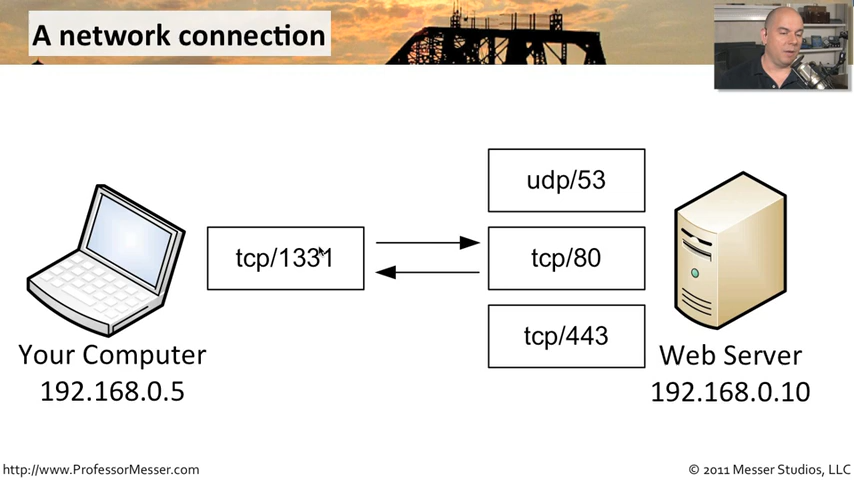 A network connection
udp/53
tcp/1331
tcp/80
tcp/443
Your Computer
192.168.0.5
Web Server
192.168.0.10
http://www.ProfessorMesser.com
© 2011 Messer Studios, LLC